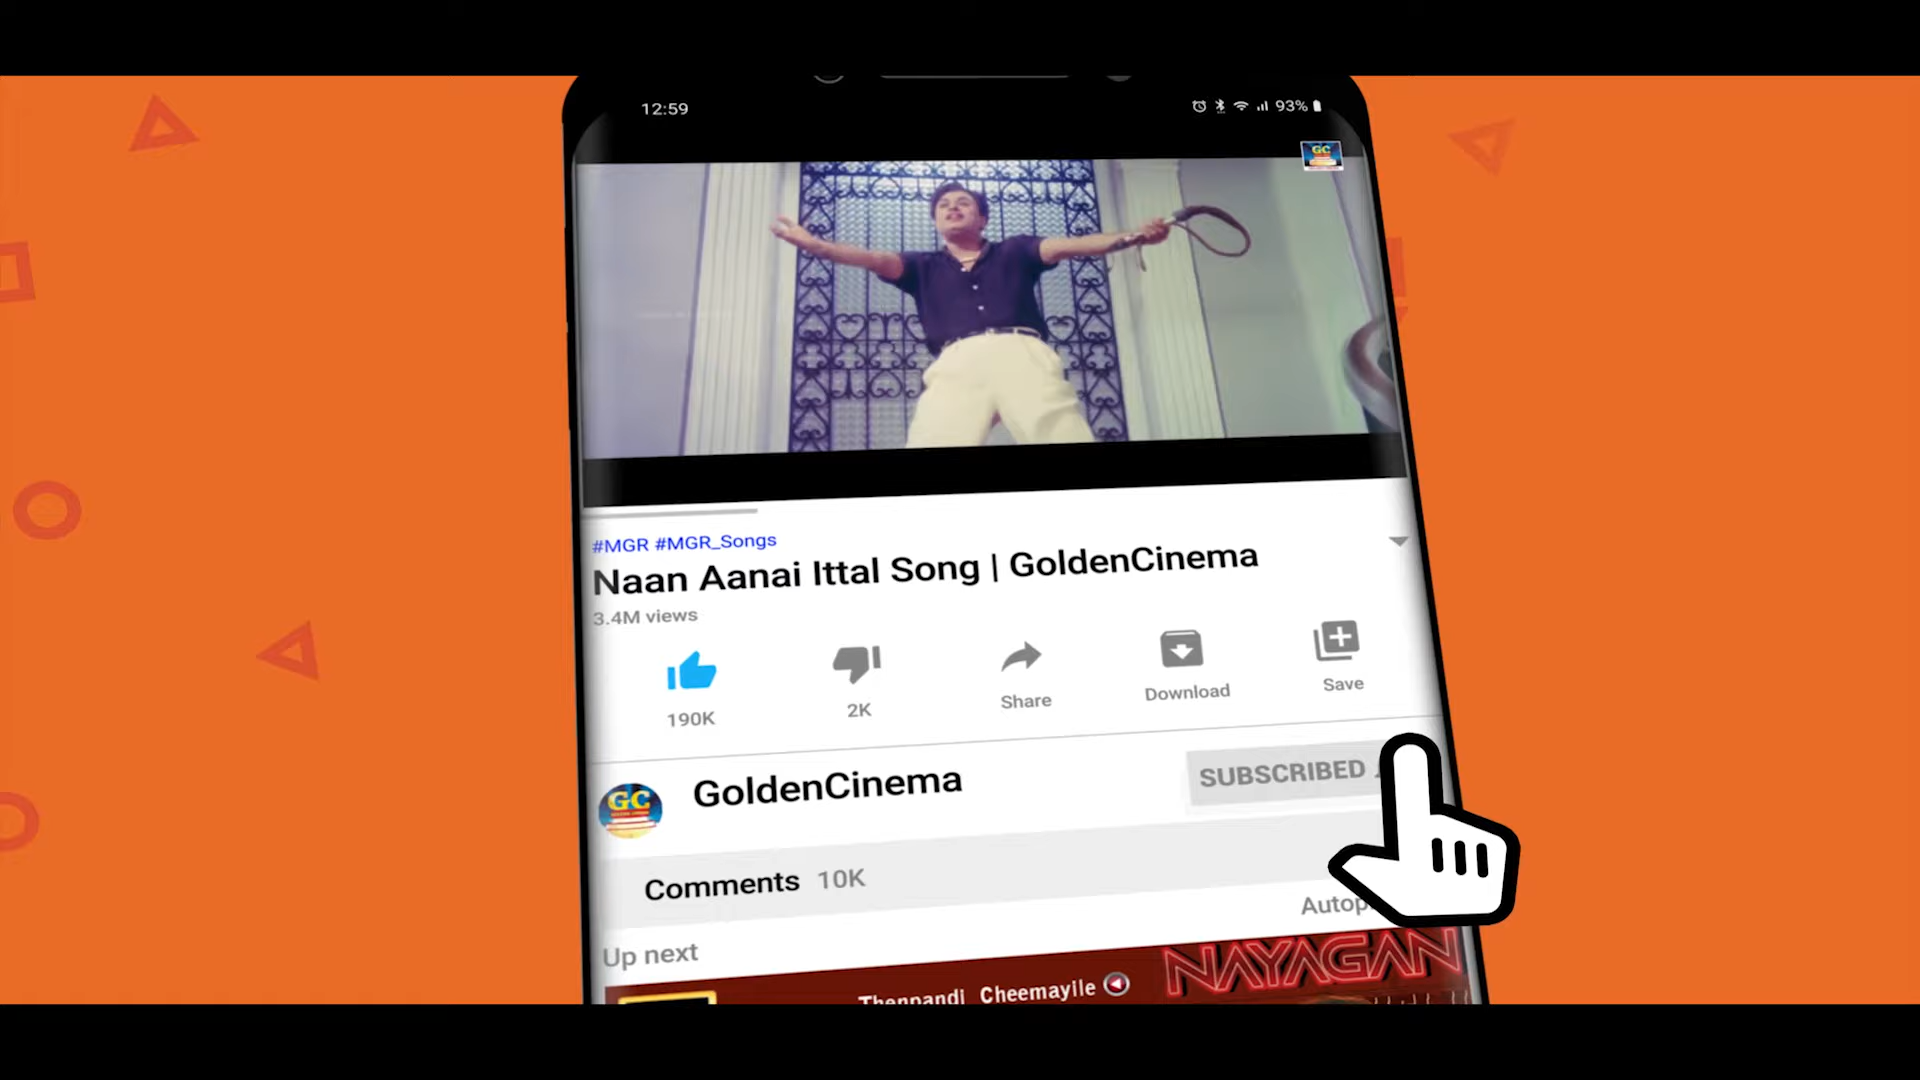 12:59
93%
GC
#MGR #MGR_Songs
Naan Aanai Ittal Song | GoldenCinema
3.4M views
190K
2K
Share
Download
Save
GC
GoldenCinema
SUBSCRIBED
Comments 10K
Up next
Thenpandi Cheemayile
NAYAGAN